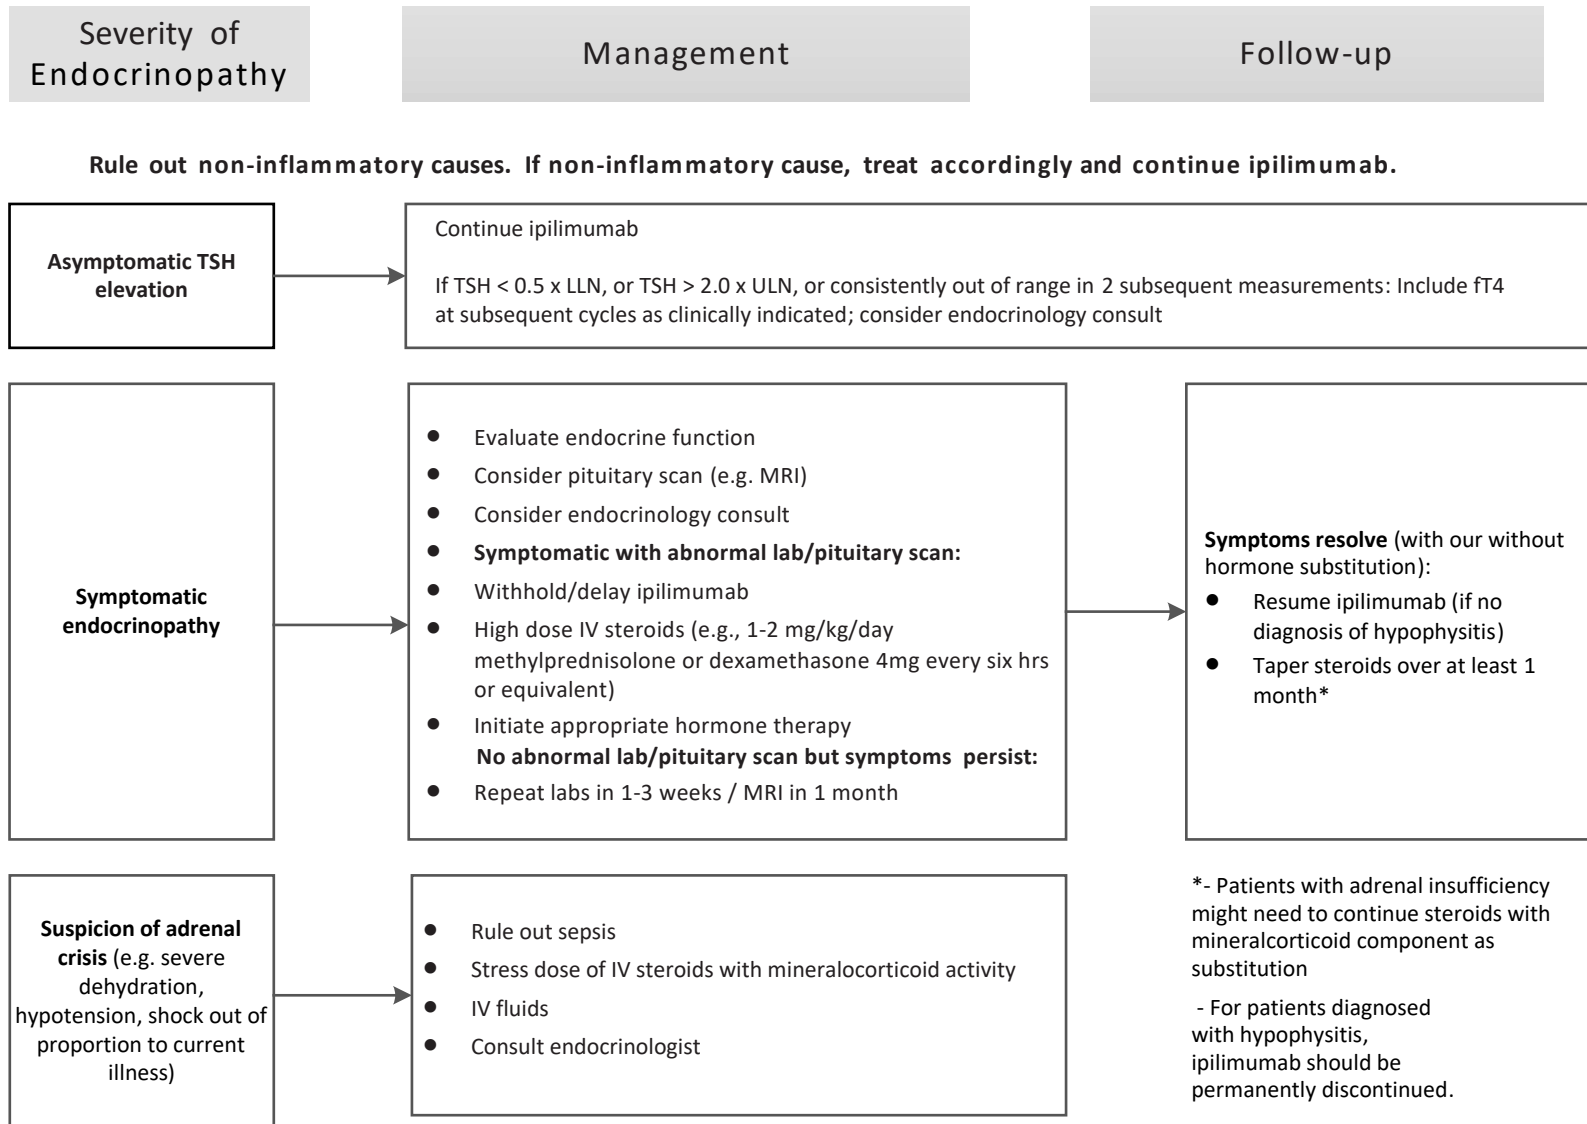 Severity of
Endocrinopathy
Management
Follow-up
Rule out non-inflammatory causes. If non-inflammatory cause, treat accordingly and continue ipilimumab.
Asymptomatic TSH
elevation
Continue ipilimumab
If TSH < 0.5 x LLN, or TSH > 2.0 x ULN, or consistently out of range in 2 subsequent measurements: Include fT4
at subsequent cycles as clinically indicated; consider endocrinology consult
Symptomatic
endocrinopathy
● Evaluate endocrine function
● Consider pituitary scan (e.g. MRI)
● Consider endocrinology consult
● Symptomatic with abnormal lab/pituitary scan:
● Withhold/delay ipilimumab
● High dose IV steroids (e.g., 1-2 mg/kg/day
methylprednisolone or dexamethasone 4mg every six hrs
or equivalent)
● Initiate appropriate hormone therapy
No abnormal lab/pituitary scan but symptoms persist:
● Repeat labs in 1-3 weeks / MRI in 1 month
Symptoms resolve (with our without
hormone substitution):
● Resume ipilimumab (if no
diagnosis of hypophysitis)
● Taper steroids over at least 1
month*
Suspicion of adrenal
crisis (e.g. severe
dehydration,
hypotension, shock out of
proportion to current
illness)
● Rule out sepsis
● Stress dose of IV steroids with mineralocorticoid activity
● IV fluids
● Consult endocrinologist
*- Patients with adrenal insufficiency
might need to continue steroids with
mineralcorticoid component as
substitution
- For patients diagnosed
with hypophysitis,
ipilimumab should be
permanently discontinued.